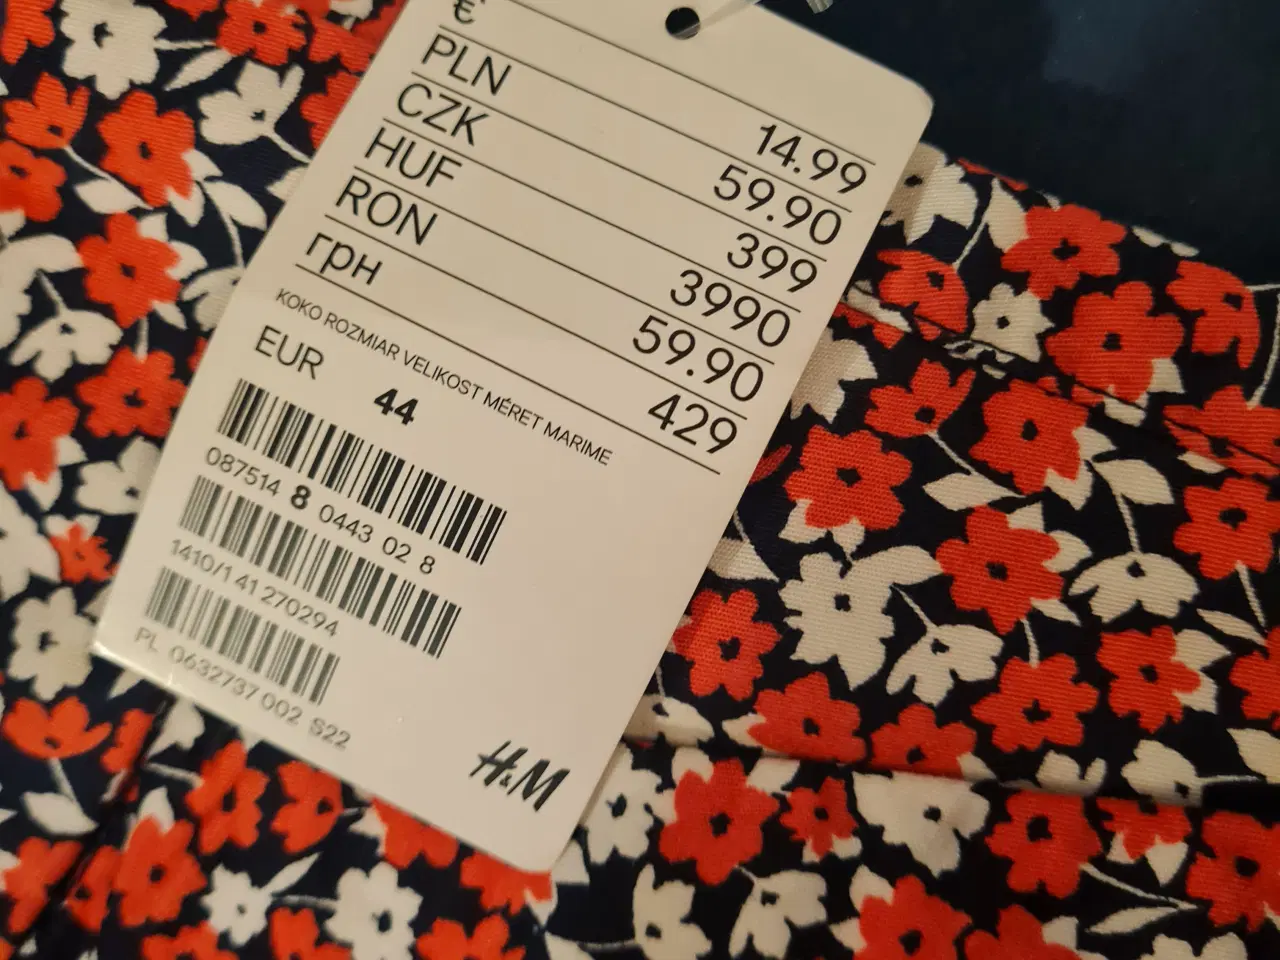 € 14.99
PLN 59.90
CZK 399
HUF 3990
RON 59.90
грн 429
KOKO ROZMIAR VELIKOST MÉRET MARIME
EUR 44
087514 8 0443 02 8
1410/1 41 270294
PL 0632737 002 S22
H&M